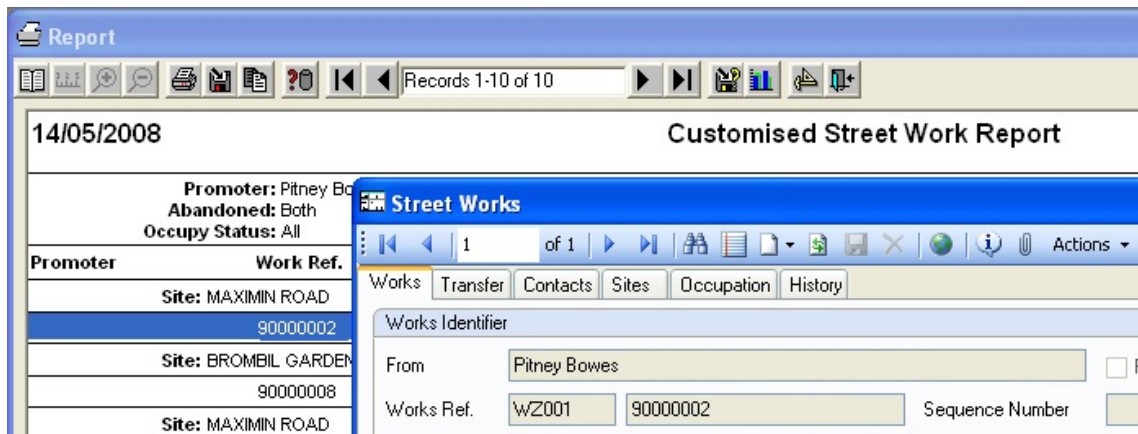 Report
Records 1-10 of 10
14/05/2008 Customised Street Work Report
Promoter: Pitney Bo
Abandoned: Both
Occupy Status: All
Promoter Work Ref.
Site: MAXIMIN ROAD
90000002
Site: BROMBIL GARDEN
90000008
Site: MAXIMIN ROAD
Street Works
1 of 1 Actions
Works Transfer Contacts Sites Occupation History
Works Identifier
From Pitney Bowes
Works Ref. WZ001 90000002 Sequence Number